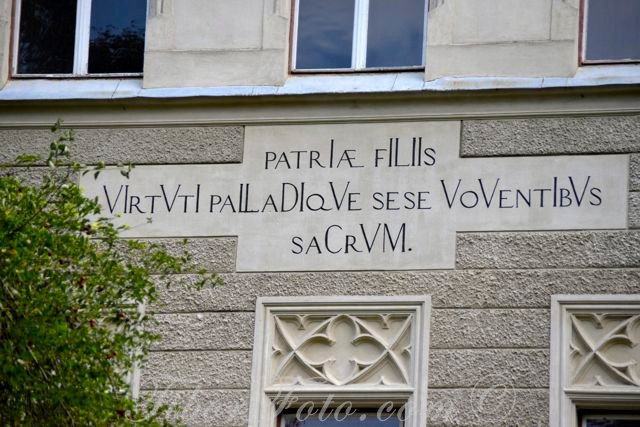 PATRIÆ FILIIS
VIRTVTI PALLADIQVE SESE VOVENTIBVS
SACRVM.